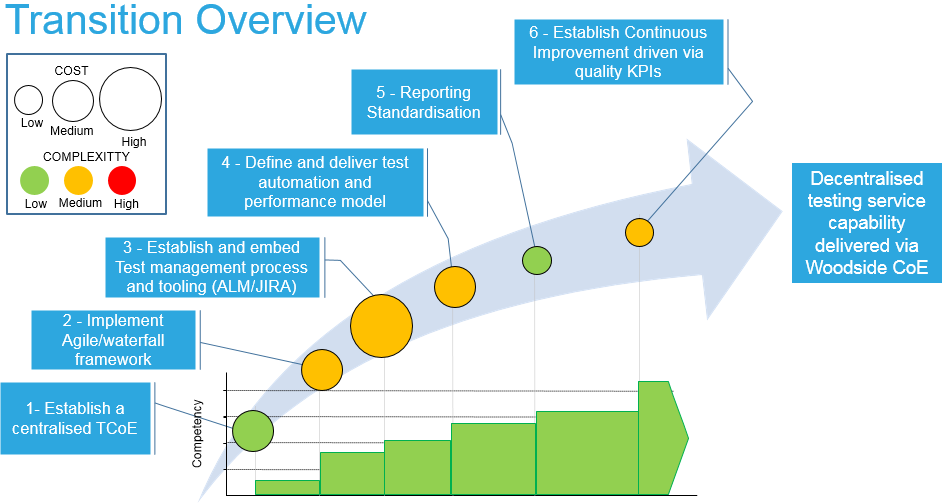 Transition Overview
COST
Low
Medium
High
COMPLEXITTY
Low
Medium
High
6 - Establish Continuous
Improvement driven via
quality KPIs
5 - Reporting
Standardisation
4 - Define and deliver test
automation and
performance model
3 - Establish and embed
Test management process
and tooling (ALM/JIRA)
2 - Implement
Agile/waterfall
framework
1- Establish a
centralised TCoE
Decentralised
testing service
capability
delivered via
Woodside CoE
Competency